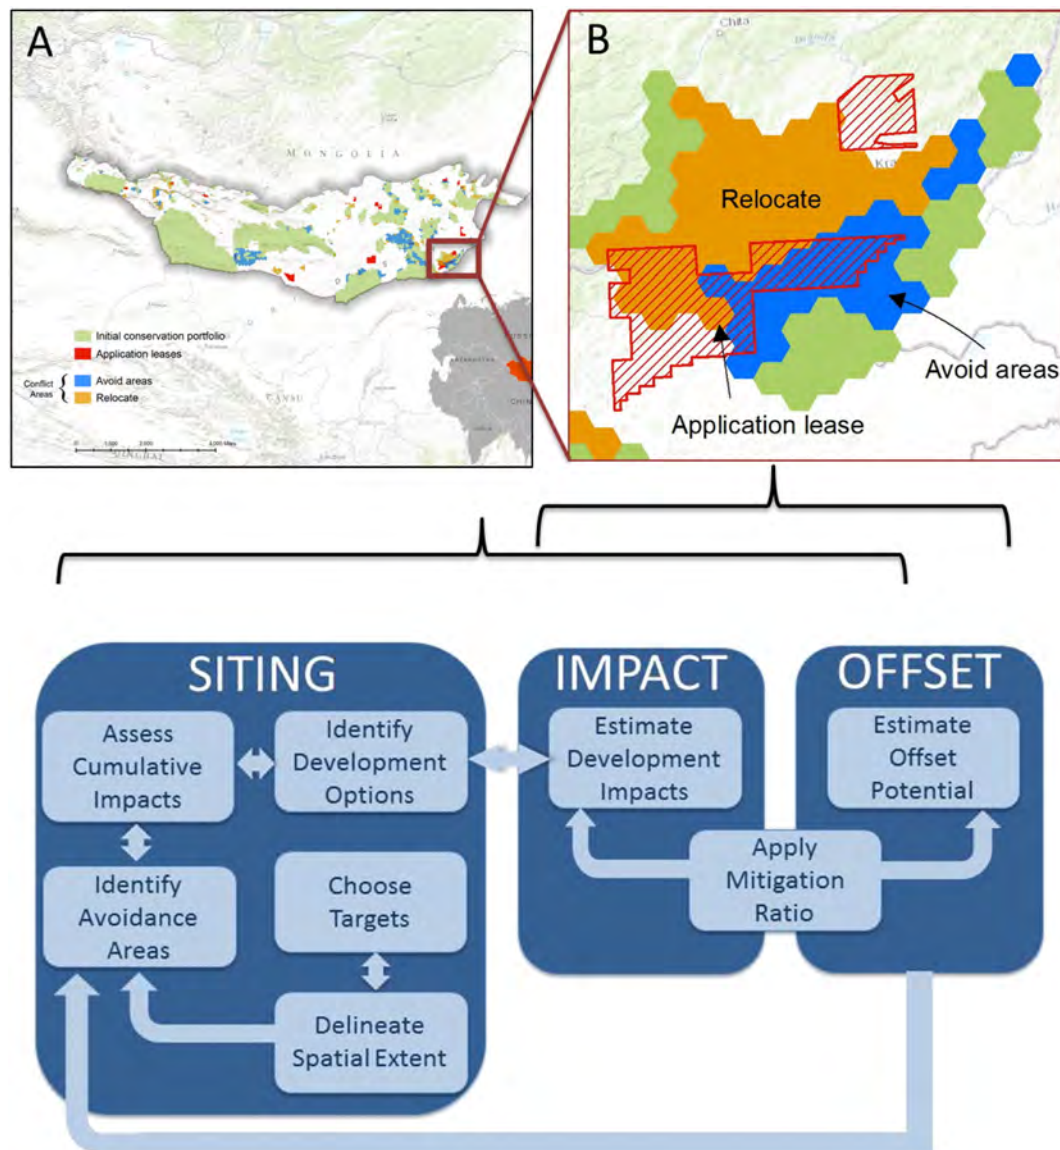 A
MONGOLIA
Initial conservation portfolio
Application leases
Conflict
Areas
{
Avoid areas
Relocate
B
Chita
Relocate
Avoid areas
Application lease
SITING
Assess
Cumulative
Impacts
Identify
Development
Options
Identify
Avoidance
Areas
Choose
Targets
Delineate
Spatial Extent
IMPACT
Estimate
Development
Impacts
OFFSET
Estimate
Offset
Potential
Apply
Mitigation
Ratio